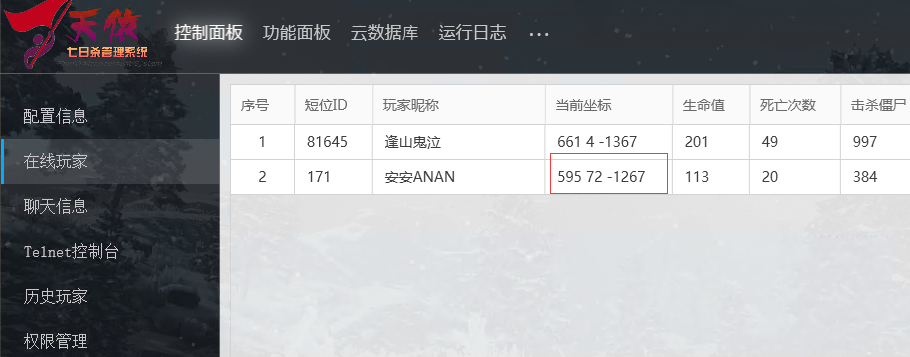 天依
七日杀管理系统
控制面板 功能面板 云数据库 运行日志 ...
配置信息
在线玩家
聊天信息
Telnet控制台
历史玩家
权限管理
序号 短位ID 玩家昵称 当前坐标 生命值 死亡次数 击杀僵尸
1 81645 逢山鬼泣 661 4 -1367 201 49 997
2 171 安安ANAN 595 72 -1267 113 20 384